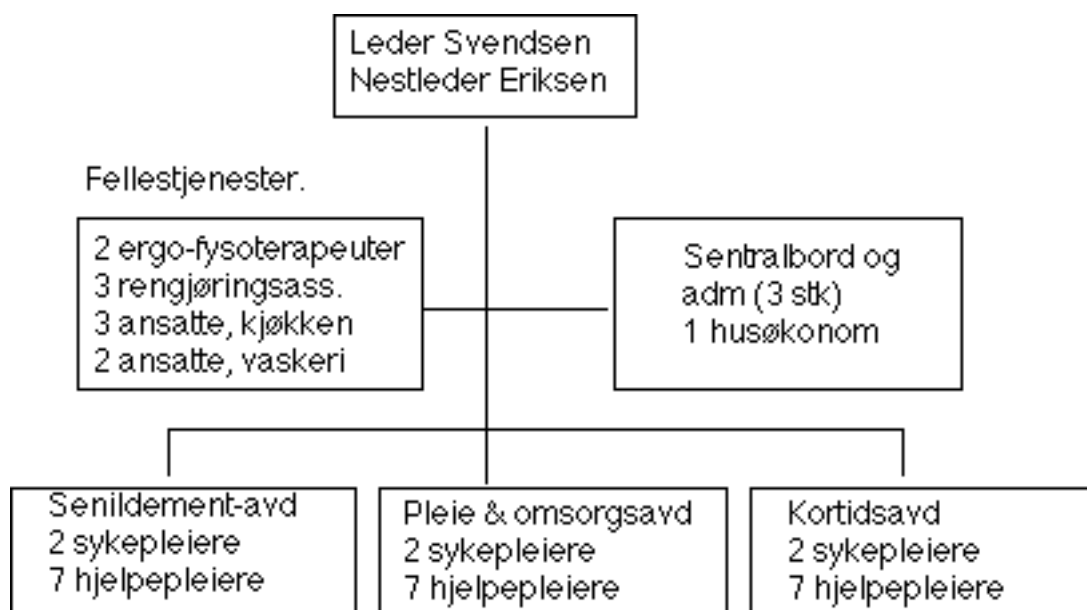 Leder Svendsen
Nestleder Eriksen
Fellestjenester.
2 ergo-fysoterapeuter
3 rengjøringsass.
3 ansatte, kjøkken
2 ansatte, vaskeri
Sentralbord og
adm (3 stk)
1 husøkonom
Senildement-avd
2 sykepleiere
7 hjelpepleiere
Pleie & omsorgsavd
2 sykepleiere
7 hjelpepleiere
Kortidsavd
2 sykepleiere
7 hjelpepleiere